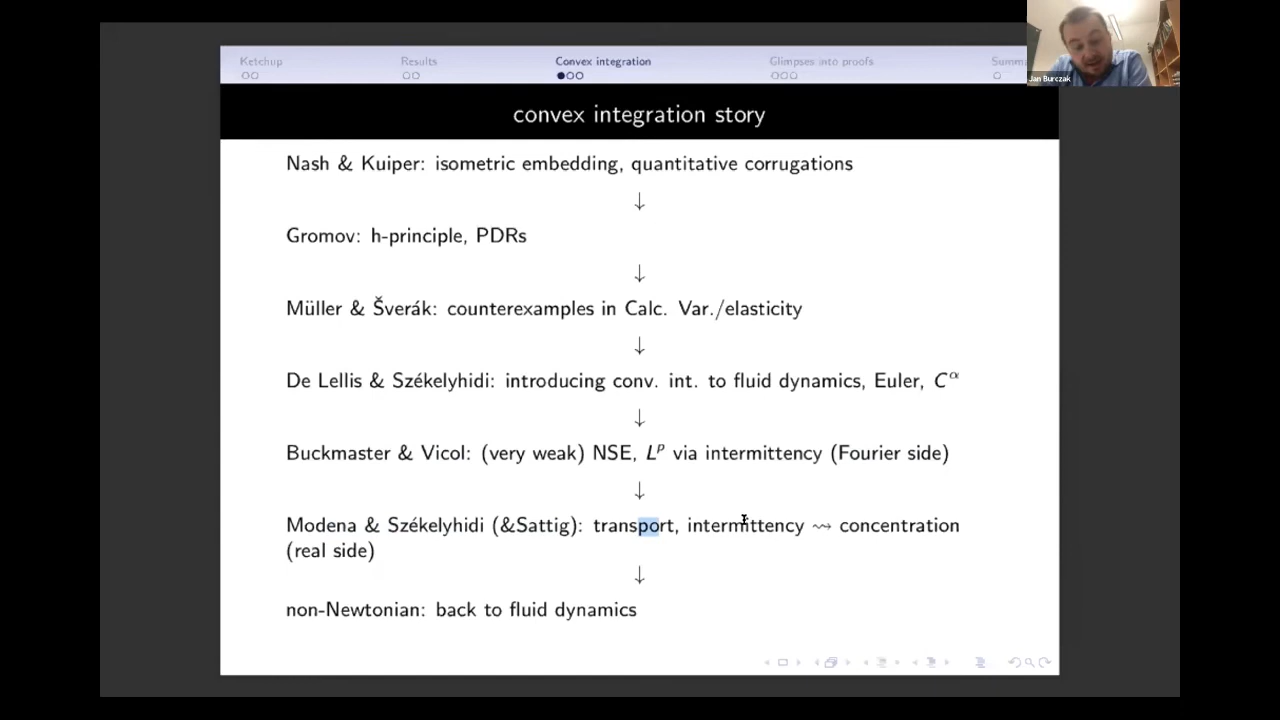 Ketchup Results Convex integration Glimpses into proofs Summ
Jan Burczak
convex integration story
Nash & Kuiper: isometric embedding, quantitative corrugations
↓
Gromov: h-principle, PDRs
↓
Müller & Šverák: counterexamples in Calc. Var./elasticity
↓
De Lellis & Székelyhidi: introducing conv. int. to fluid dynamics, Euler, C^α
↓
Buckmaster & Vicol: (very weak) NSE, L^p via intermittency (Fourier side)
↓
Modena & Székelyhidi (&Sattig): transport, intermittency ⇝ concentration
(real side)
↓
non-Newtonian: back to fluid dynamics